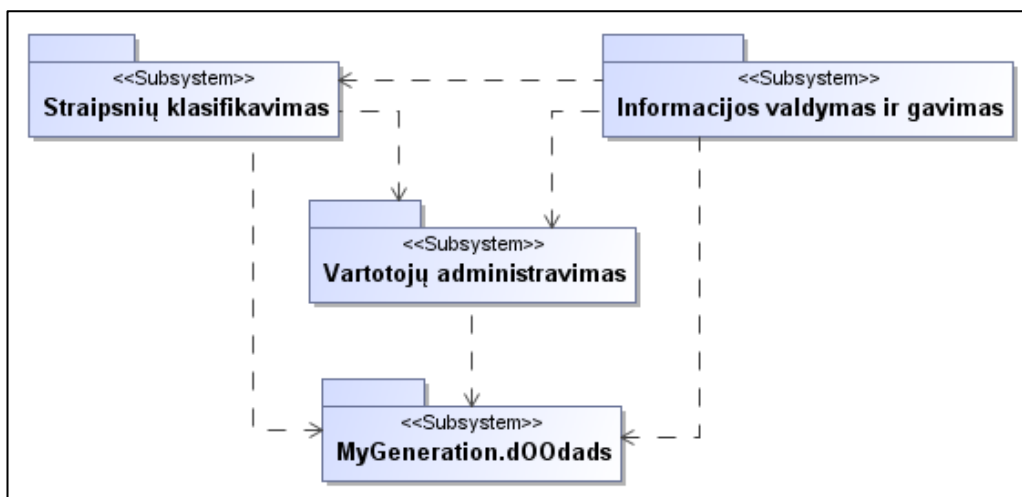 <<Subsystem>>
Straipsnių klasifikavimas
<<Subsystem>>
Informacijos valdymas ir gavimas
<<Subsystem>>
Vartotojų administravimas
<<Subsystem>>
MyGeneration.dOOdads